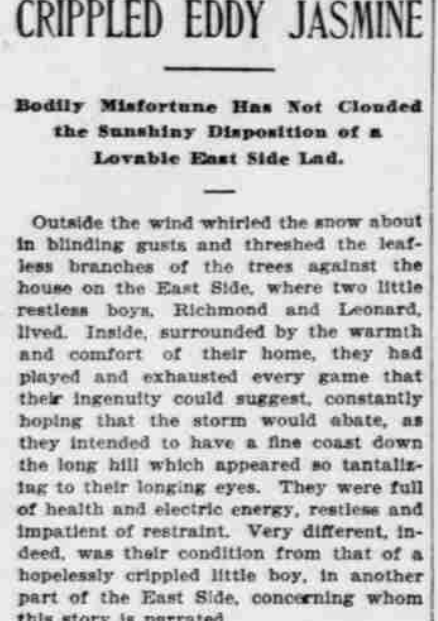 CRIPPLED EDDY JASMINE
Bodily Misfortune Has Not Clouded
the Sunshiny Disposition of a
Lovable East Side Lad.
Outside the wind whirled the snow about
in blinding gusts and threshed the leaf-
less branches of the trees against the
house on the East Side, where two little
restless boys, Richmond and Leonard,
lived. Inside, surrounded by the warmth
and comfort of their home, they had
played and exhausted every game that
their ingenuity could suggest, constantly
hoping that the storm would abate, as
they intended to have a fine coast down
the long hill which appeared so tantaliz-
ing to their longing eyes. They were full
of health and electric energy, restless and
impatient of restraint. Very different, in-
deed, was their condition from that of a
hopelessly crippled little boy, in another
part of the East Side, concerning whom
this story is narrated